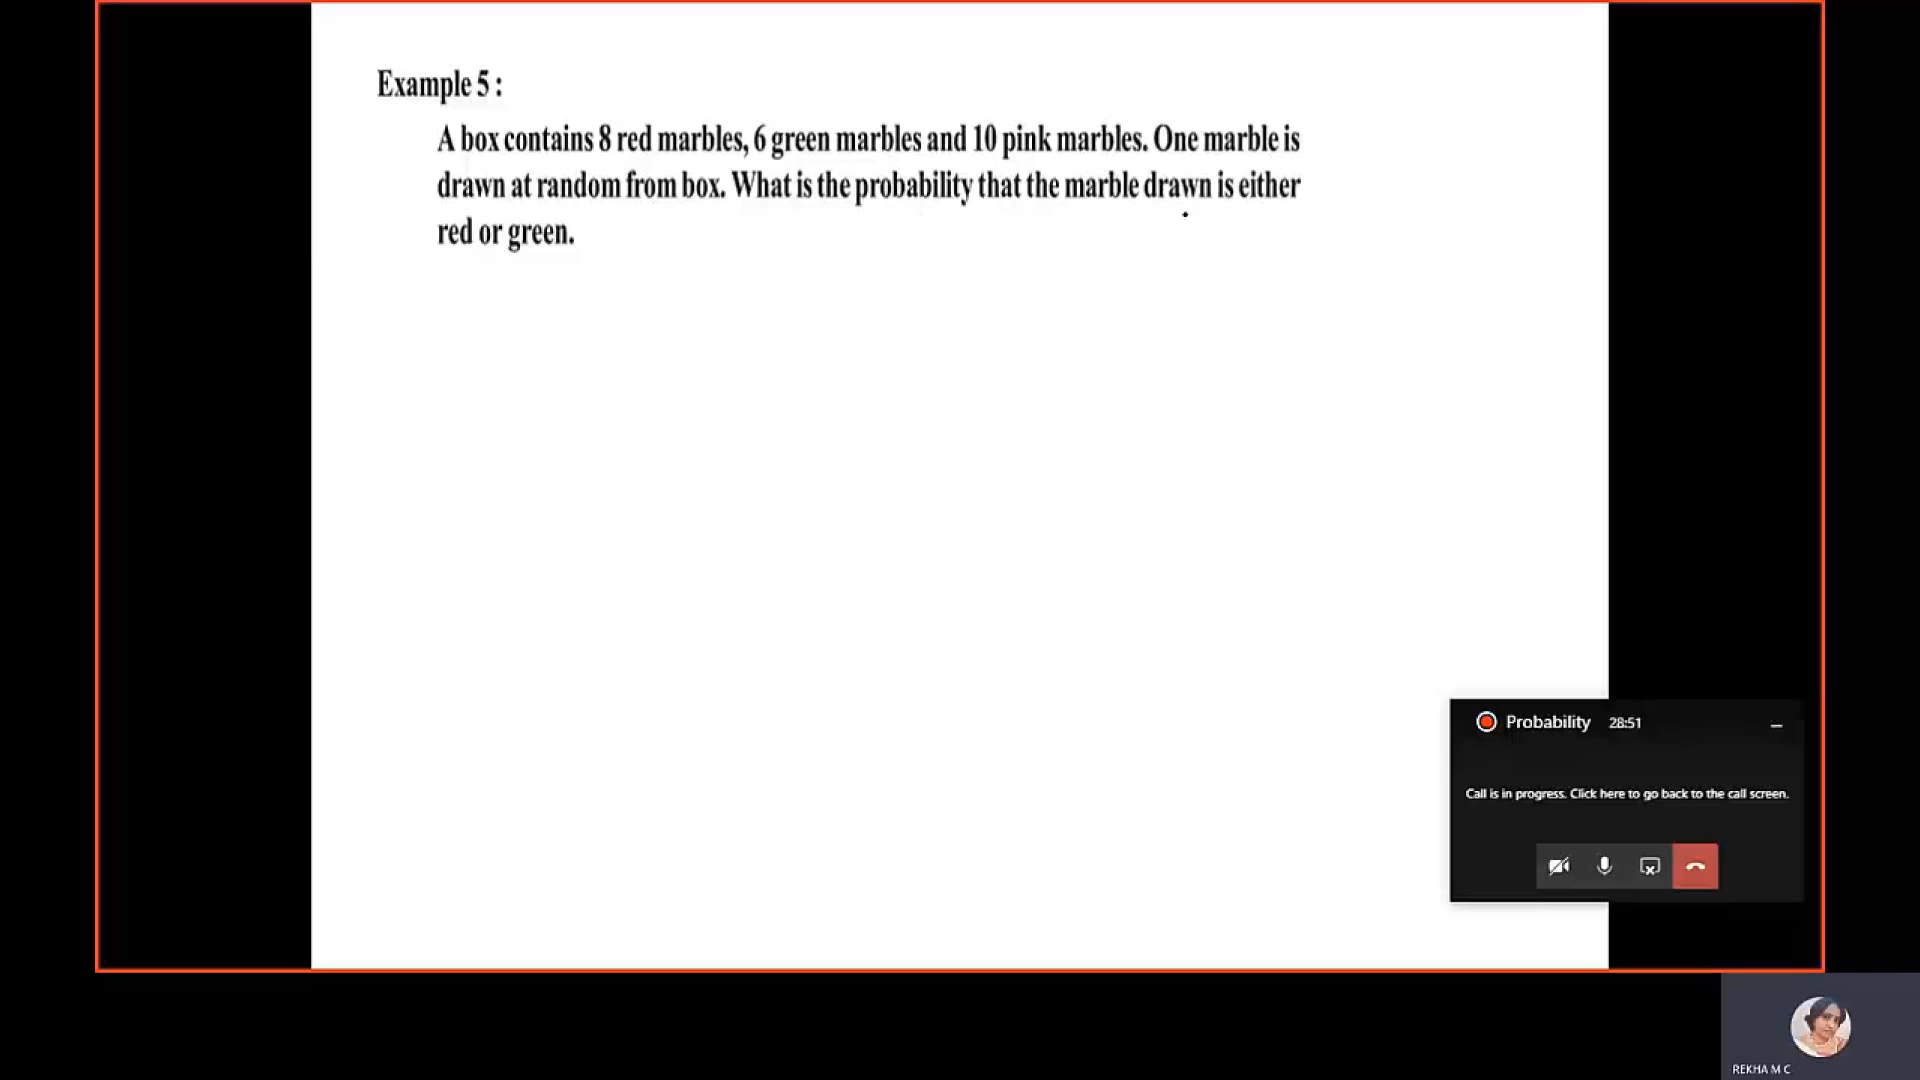 Example 5 :
A box contains 8 red marbles, 6 green marbles and 10 pink marbles. One marble is
drawn at random from box. What is the probability that the marble drawn is either
red or green.
Probability 28:51
Call is in progress. Click here to go back to the call screen.
REKHA M C